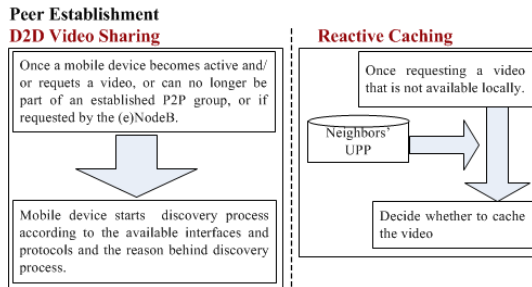 Peer Establishment
D2D Video Sharing
Once a mobile device becomes active and/
or requets a video, or can no longer be
part of an established P2P group, or if
requested by the (e)NodeB.
Mobile device starts discovery process
according to the available interfaces and
protocols and the reason behind discovery
process.
Reactive Caching
Once requesting a video
that is not available locally.
Neighbors'
UPP
Decide whether to cache
the video